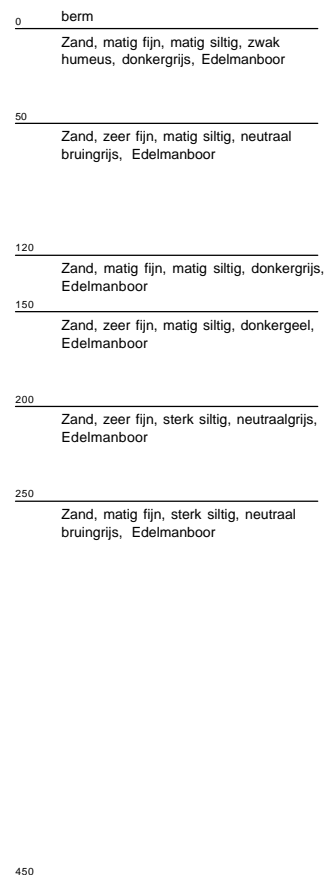 0 berm
Zand, matig fijn, matig siltig, zwak
humeus, donkergrijs, Edelmanboor
50
Zand, zeer fijn, matig siltig, neutraal
bruingrijs, Edelmanboor
120
Zand, matig fijn, matig siltig, donkergrijs,
Edelmanboor
150
Zand, zeer fijn, matig siltig, donkergeel,
Edelmanboor
200
Zand, zeer fijn, sterk siltig, neutraalgrijs,
Edelmanboor
250
Zand, matig fijn, sterk siltig, neutraal
bruingrijs, Edelmanboor
450